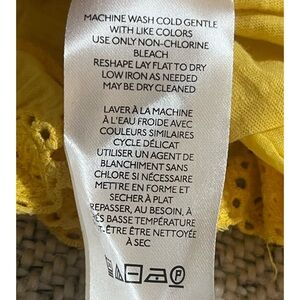 MACHINE WASH COLD GENTLE
WITH LIKE COLORS
USE ONLY NON-CHLORINE
BLEACH
RESHAPE LAY FLAT TO DRY
LOW IRON AS NEEDED
MAY BE DRY CLEANED
LAVER À LA MACHINE
À L'EAU FROIDE AVEC
COULEURS SIMILAIRES
CYCLE DÉLICAT
UTILISER UN AGENT DE
BLANCHIMENT SANS
CHLORE SI NÉCESSAIRE
METTRE EN FORME ET
SECHER À PLAT
REPASSER, AU BESOIN, À
BASSE TEMPÉRATURE
ÊTRE NETTOYÉE
À SEC
P